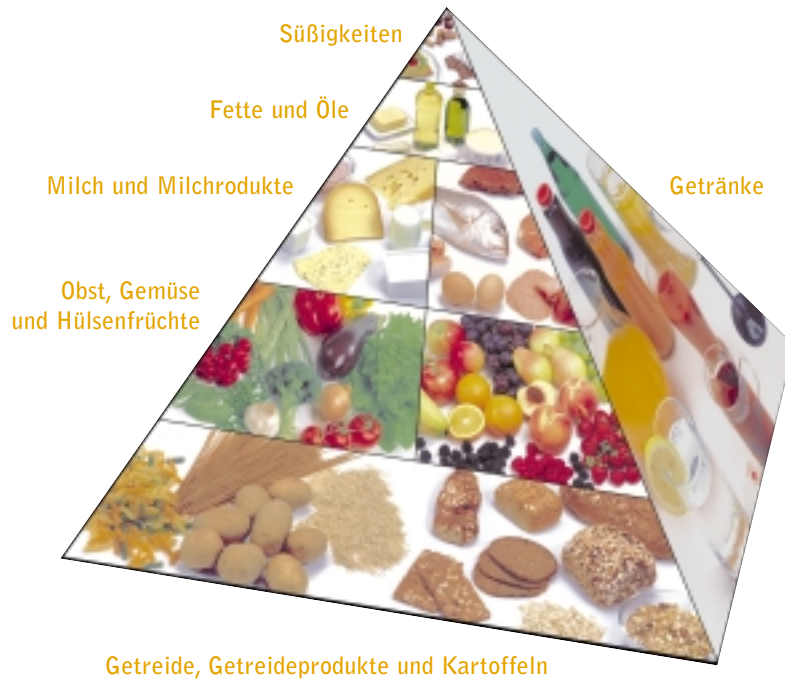 Süßigkeiten
Fette und Öle
Milch und Milchrodukte
Getränke
Obst, Gemüse
und Hülsenfrüchte
Getreide, Getreideprodukte und Kartoffeln